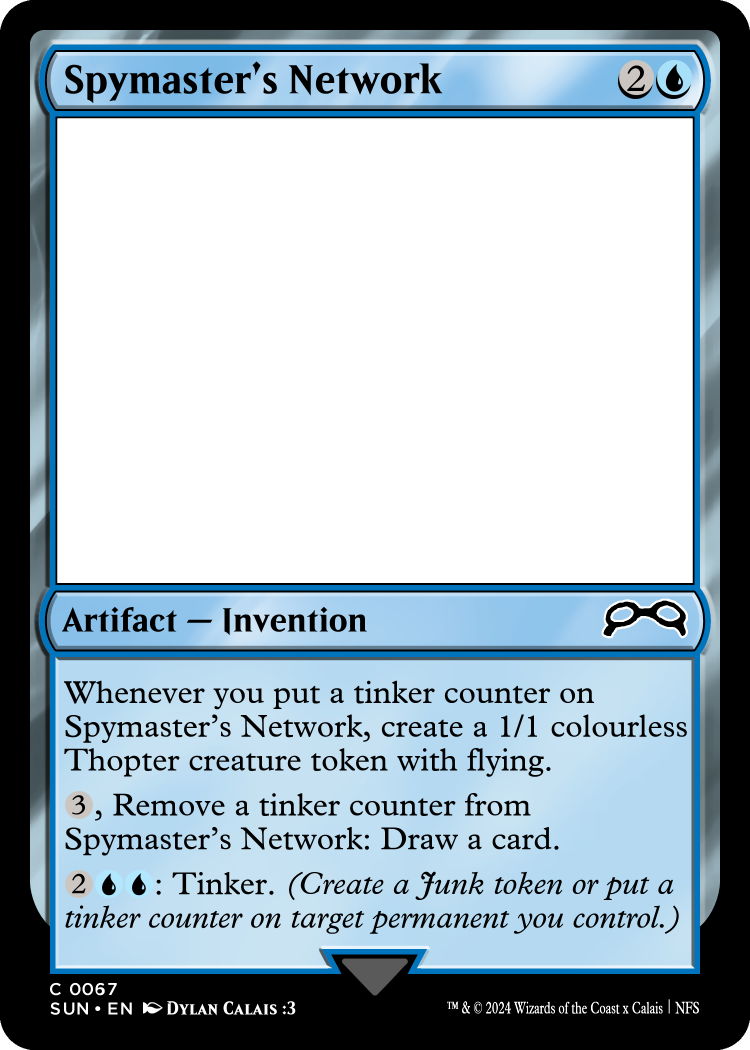 Spymaster's Network 2
Artifact — Invention
Whenever you put a tinker counter on
Spymaster's Network, create a 1/1 colourless
Thopter creature token with flying.
3, Remove a tinker counter from
Spymaster's Network: Draw a card.
2 : Tinker. (Create a Junk token or put a
tinker counter on target permanent you control.)
C 0067
SUN • EN DYLAN CALAIS :3
™ & © 2024 Wizards of the Coast x Calais | NFS